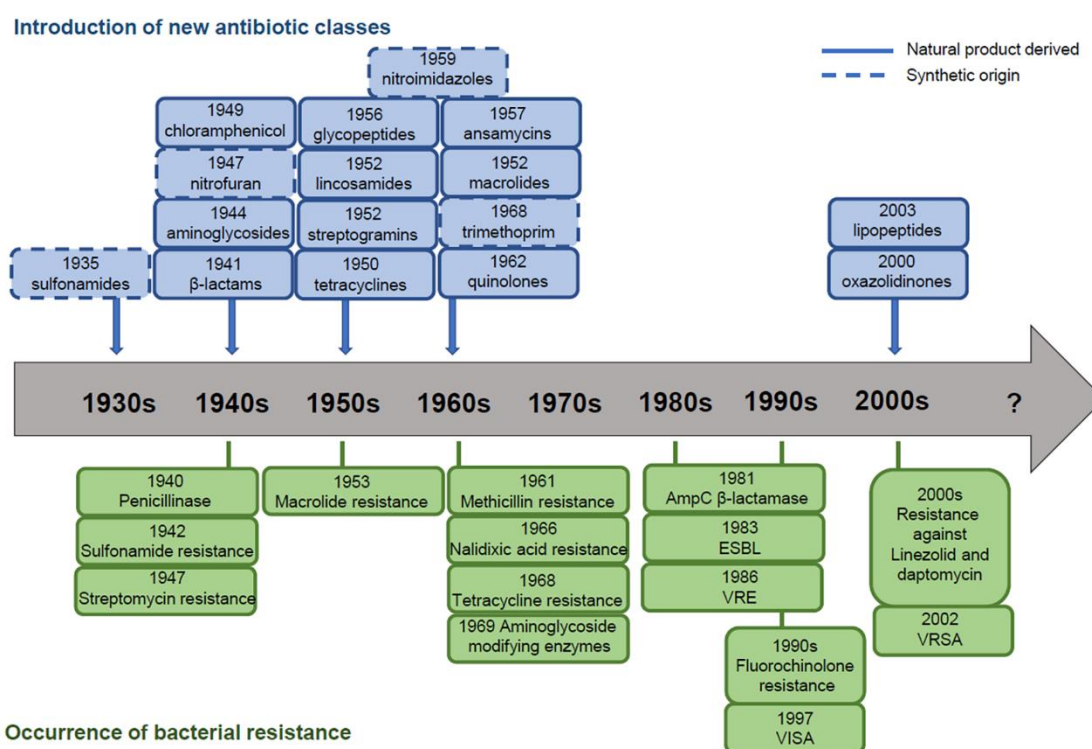 Introduction of new antibiotic classes
Natural product derived
Synthetic origin
1959
nitroimidazoles
1949
chloramphenicol
1956
glycopeptides
1957
ansamycins
1947
nitrofuran
1952
lincosamides
1952
macrolides
1944
aminoglycosides
1952
streptogramins
1968
trimethoprim
2003
lipopeptides
1935
sulfonamides
1941
β-lactams
1950
tetracyclines
1962
quinolones
2000
oxazolidinones
1930s 1940s 1950s 1960s 1970s 1980s 1990s 2000s ?
1940
Penicillinase
1942
Sulfonamide resistance
1947
Streptomycin resistance
1953
Macrolide resistance
1961
Methicillin resistance
1966
Nalidixic acid resistance
1968
Tetracycline resistance
1969 Aminoglycoside
modifying enzymes
1981
AmpC β-lactamase
1983
ESBL
1986
VRE
1990s
Fluorochinolone
resistance
1997
VISA
2000s
Resistance
against
Linezolid and
daptomycin
2002
VRSA
Occurrence of bacterial resistance